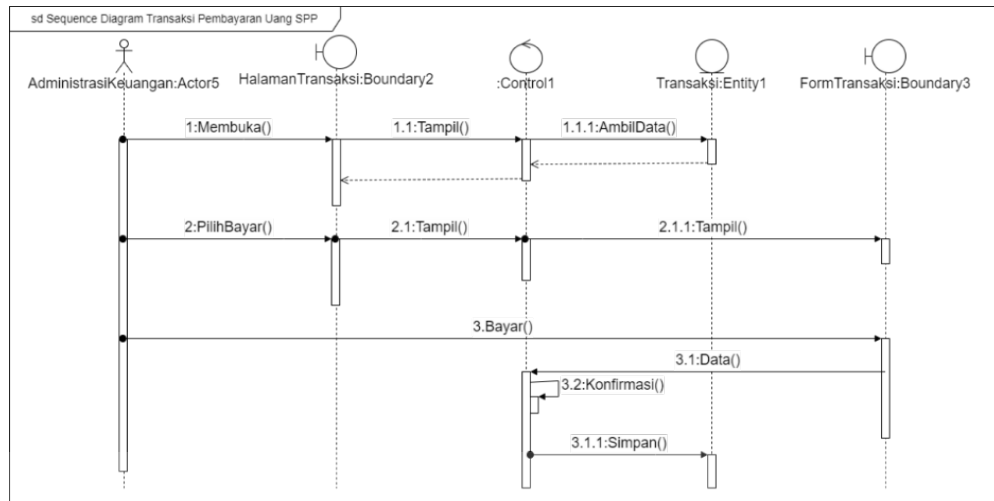 sd Sequence Diagram Transaksi Pembayaran Uang SPP
AdministrasiKeuangan:Actor5
HalamanTransaksi:Boundary2
:Control1
Transaksi:Entity1
FormTransaksi:Boundary3
1:Membuka()
1.1:Tampil()
1.1.1:AmbilData()
2:PilihBayar()
2.1:Tampil()
2.1.1:Tampil()
3.Bayar()
3.1:Data()
3.2:Konfirmasi()
3.1.1:Simpan()